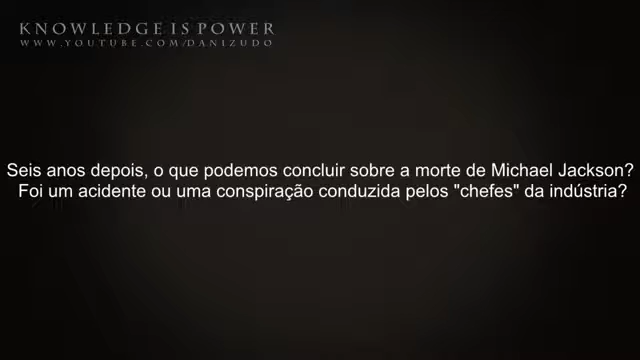 KNOWLEDGE IS POWER
WWW.YOUTUBE.COM/DANIZUDO
Seis anos depois, o que podemos concluir sobre a morte de Michael Jackson?
Foi um acidente ou uma conspiração conduzida pelos "chefes" da indústria?